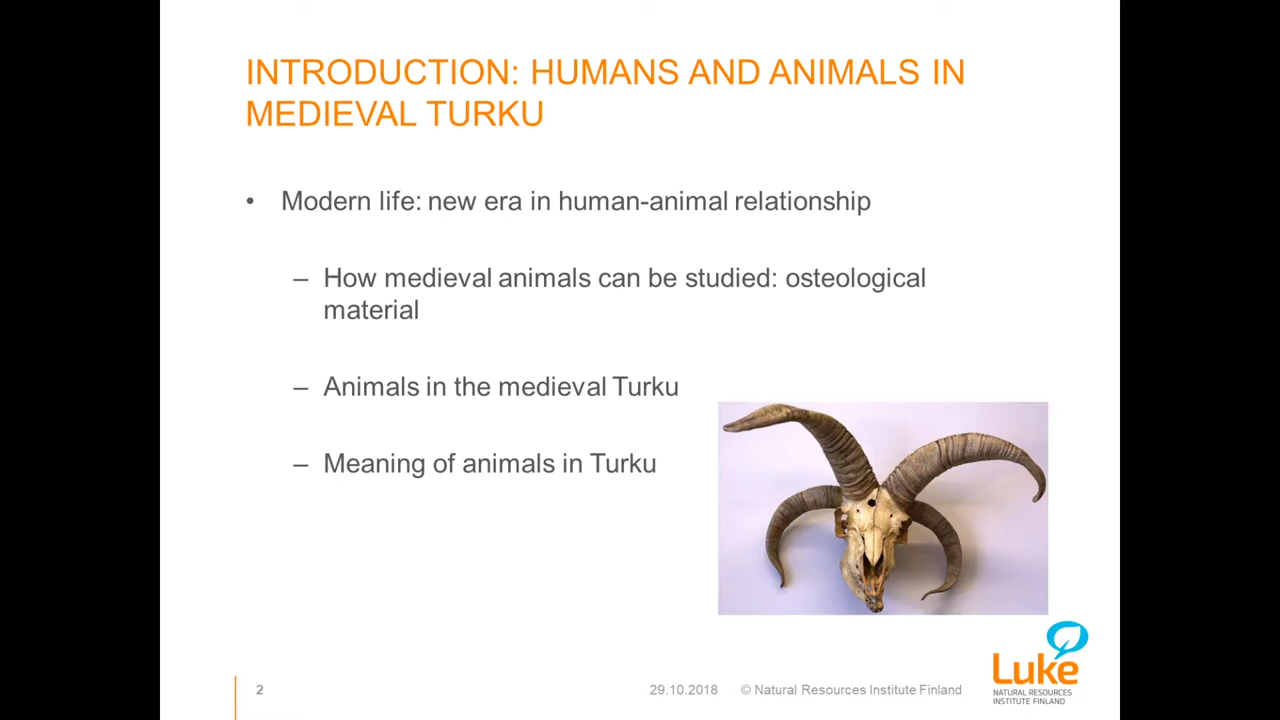 INTRODUCTION: HUMANS AND ANIMALS IN
MEDIEVAL TURKU
• Modern life: new era in human-animal relationship
– How medieval animals can be studied: osteological
material
– Animals in the medieval Turku
– Meaning of animals in Turku
2
29.10.2018
© Natural Resources Institute Finland
Luke
NATURAL RESOURCES
INSTITUTE FINLAND